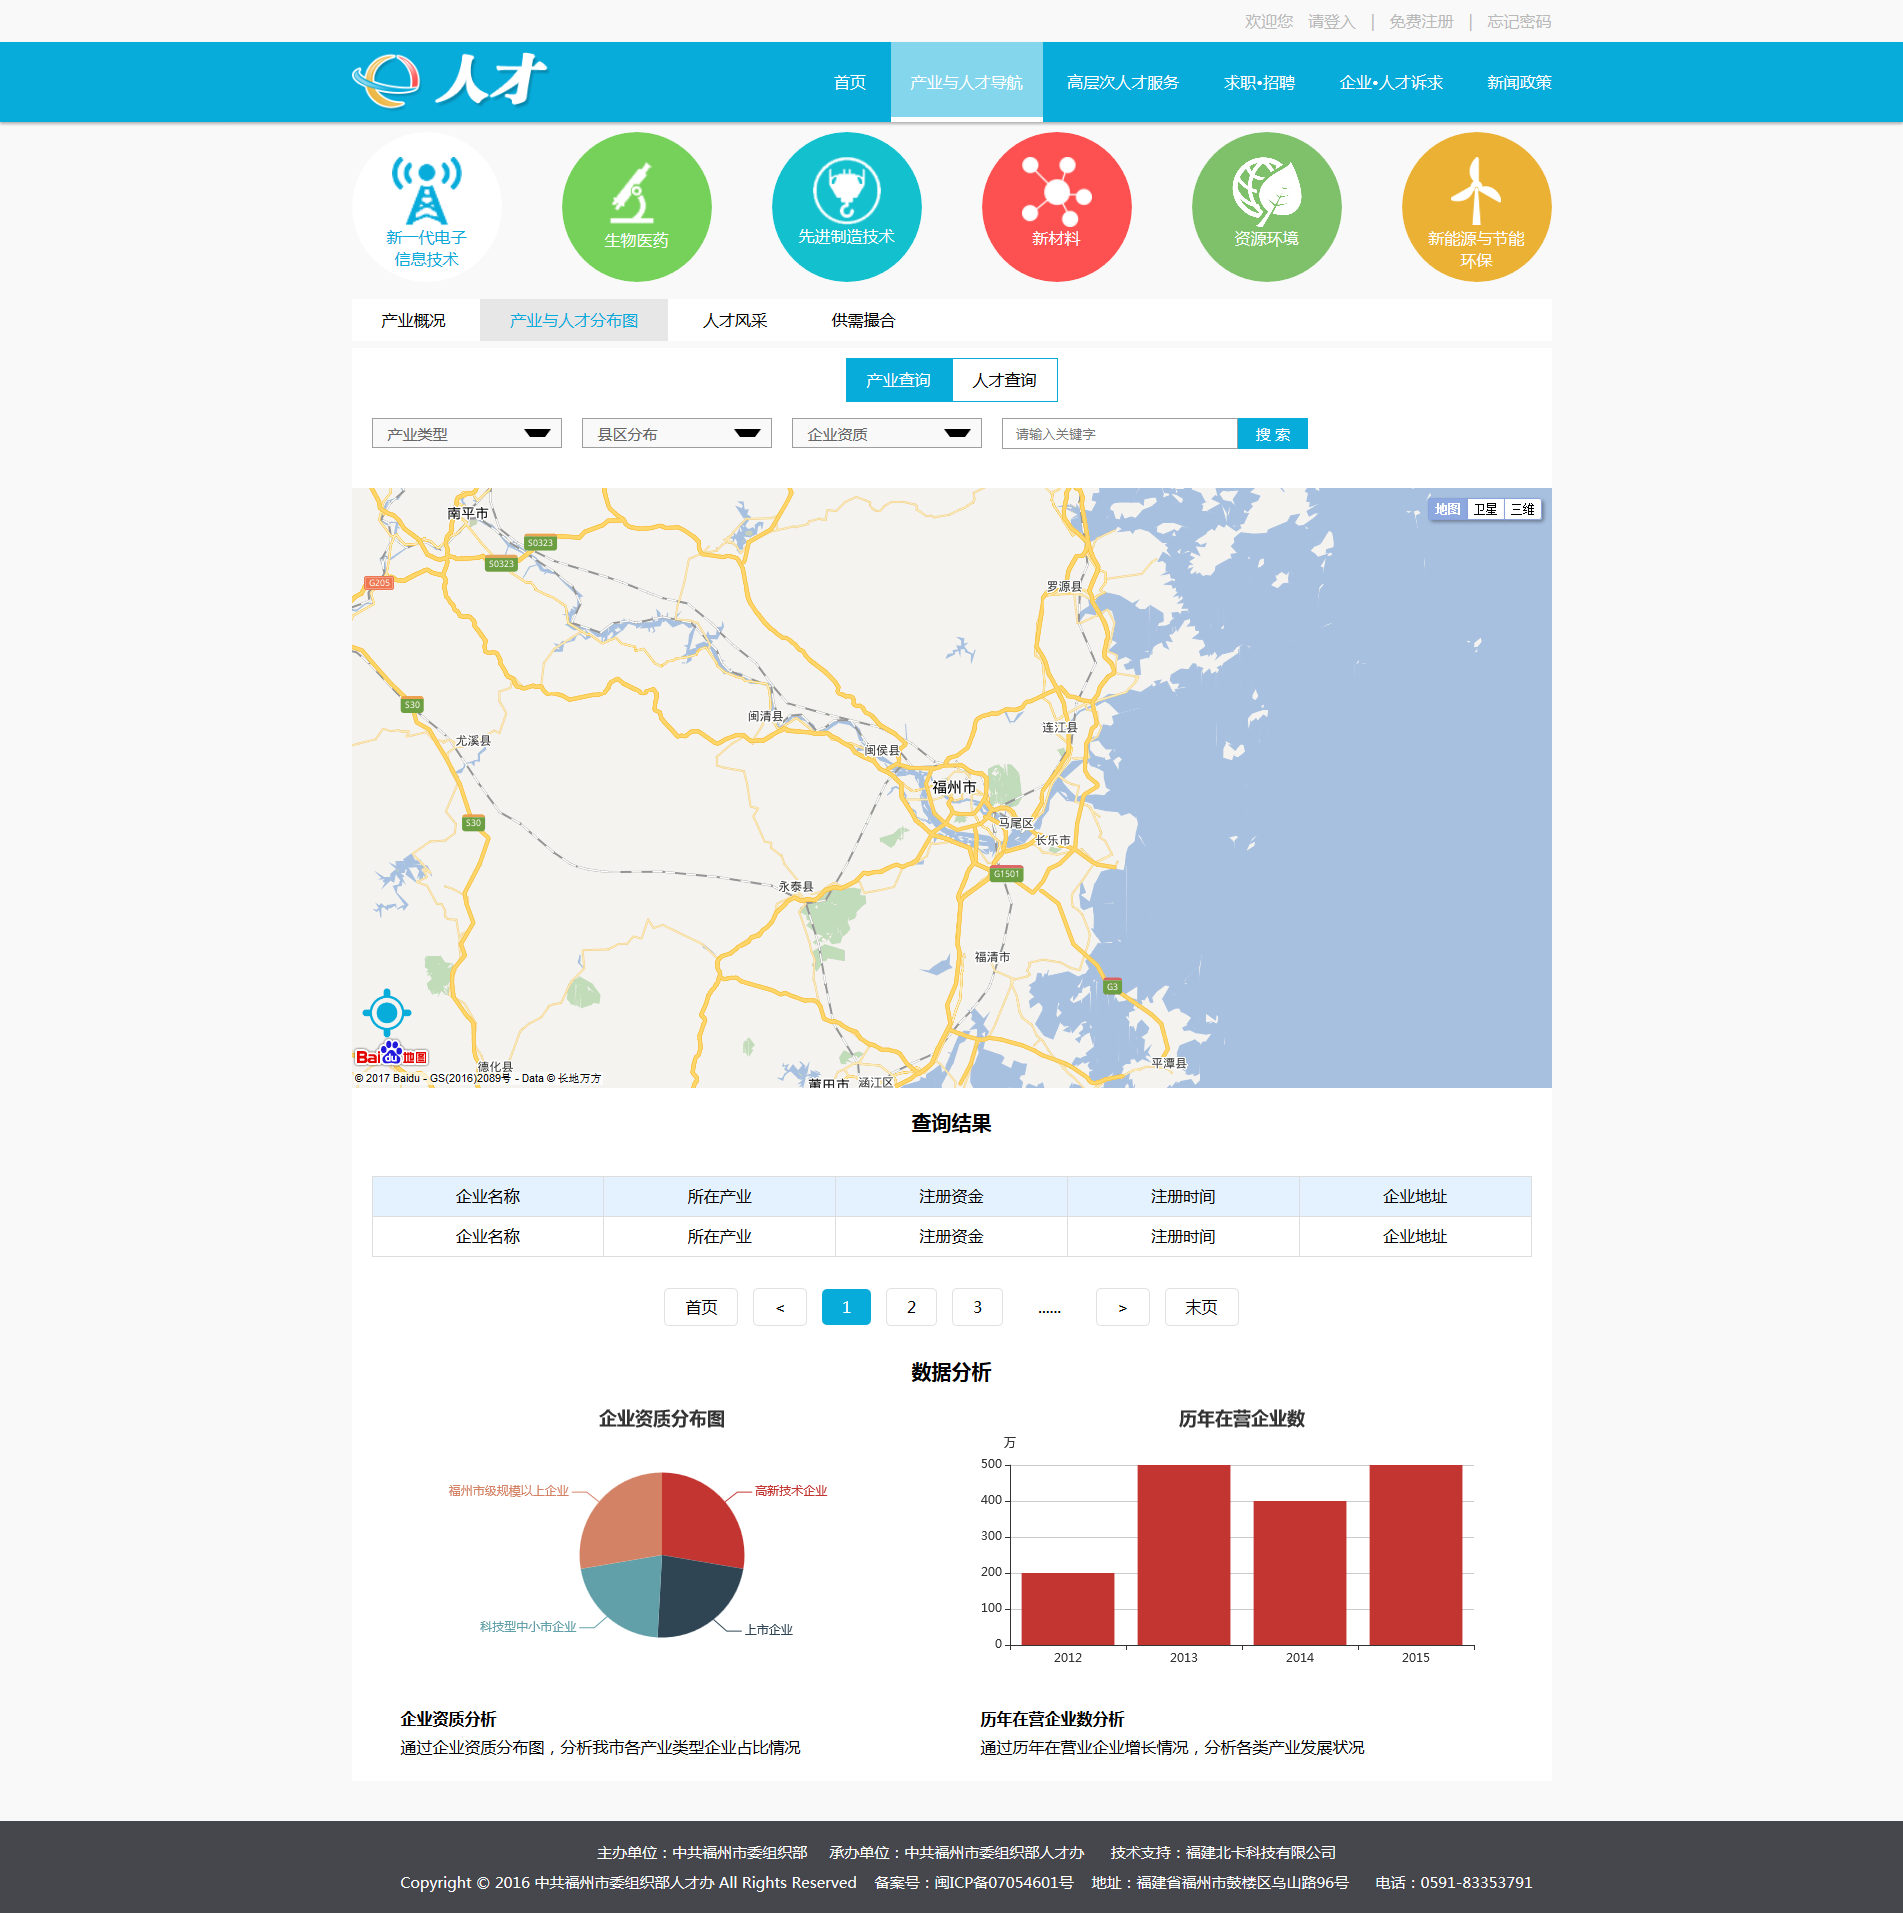 欢迎您 请登入 | 免费注册 | 忘记密码
人才 首页 产业与人才导航 高层次人才服务 求职•招聘 企业•人才诉求 新闻政策
新一代电子
信息技术
生物医药
先进制造技术
新材料
资源环境
新能源与节能
环保
产业概况 产业与人才分布图 人才风采 供需撮合
产业查询 人才查询
产业类型 县区分布 企业资质 请输入关键字 搜 索
地图 卫星 三维
南平市
S0323
S0323
G205
罗源县
S30
闽清县
连江县
尤溪县
闽侯县
福州市
S30
马尾区
长乐市
G1501
永泰县
福清市
G3
平潭县
Bai du 地图
德化县
© 2017 Baidu - GS(2016)2089号 - Data © 长地万方
莆田市 涵江区
查询结果
企业名称 所在产业 注册资金 注册时间 企业地址
企业名称 所在产业 注册资金 注册时间 企业地址
首页 < 1 2 3 ...... > 末页
数据分析
企业资质分布图
福州市级规模以上企业 高新技术企业
科技型中小市企业 上市企业
历年在营企业数
万
500
400
300
200
100
0
2012 2013 2014 2015
企业资质分析
通过企业资质分布图，分析我市各产业类型企业占比情况
历年在营企业数分析
通过历年在营业企业增长情况，分析各类产业发展状况
主办单位：中共福州市委组织部 承办单位：中共福州市委组织部人才办 技术支持：福建北卡科技有限公司
Copyright © 2016 中共福州市委组织部人才办 All Rights Reserved 备案号：闽ICP备07054601号 地址：福建省福州市鼓楼区乌山路96号 电话：0591-83353791